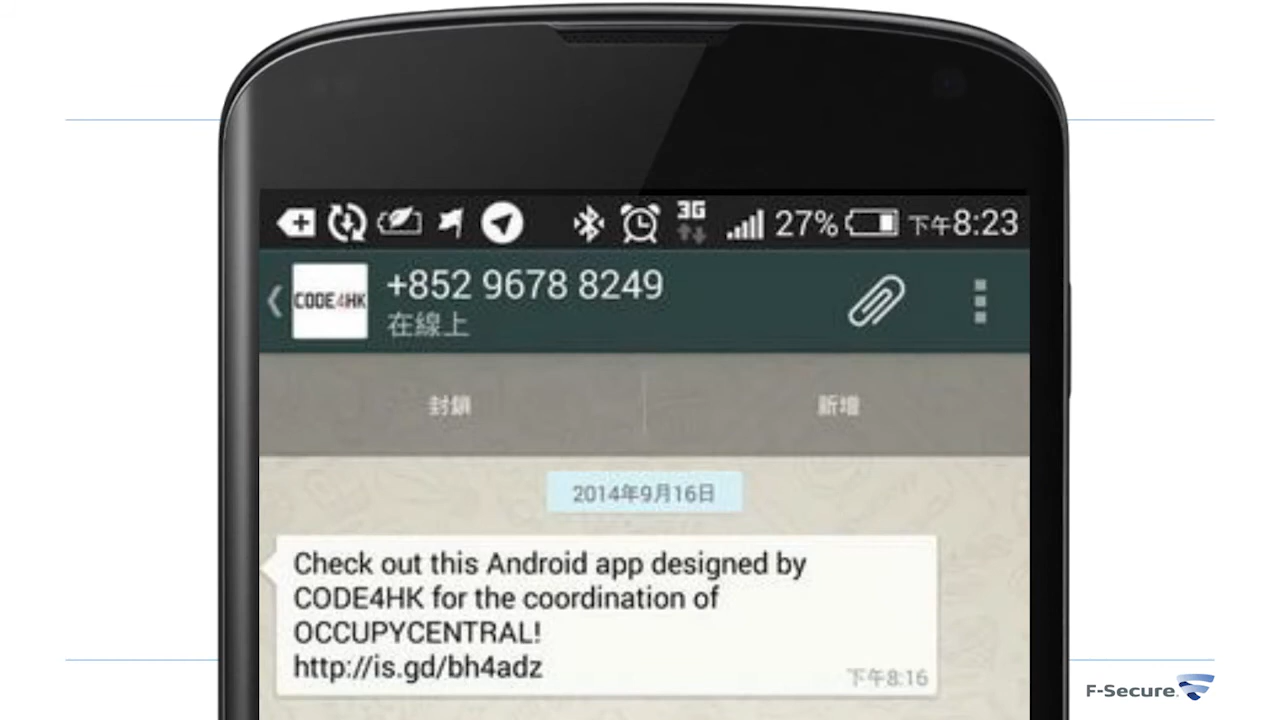 3G
27%
下午8:23
CODE4HK
+852 9678 8249
在線上
封鎖
新增
2014年9月16日
Check out this Android app designed by
CODE4HK for the coordination of
OCCUPYCENTRAL!
http://is.gd/bh4adz
下午8:16
F-Secure.